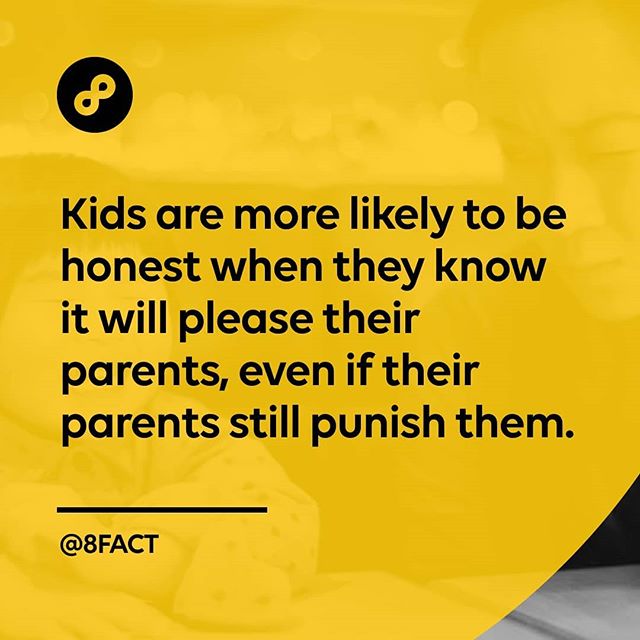 Kids are more likely to be
honest when they know
it will please their
parents, even if their
parents still punish them.
@8FACT